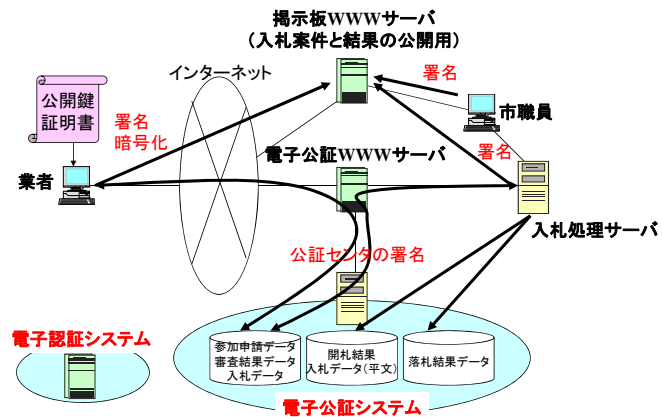 掲示板WWWサーバ
（入札案件と結果の公開用）
インターネット
署名
公開鍵
証明書
署名
暗号化
市職員
署名
電子公証WWWサーバ
業者
入札処理サーバ
公証センタの署名
電子認証システム
参加申請データ
審査結果データ
入札データ
開札結果
入札データ（平文）
落札結果データ
電子公証システム